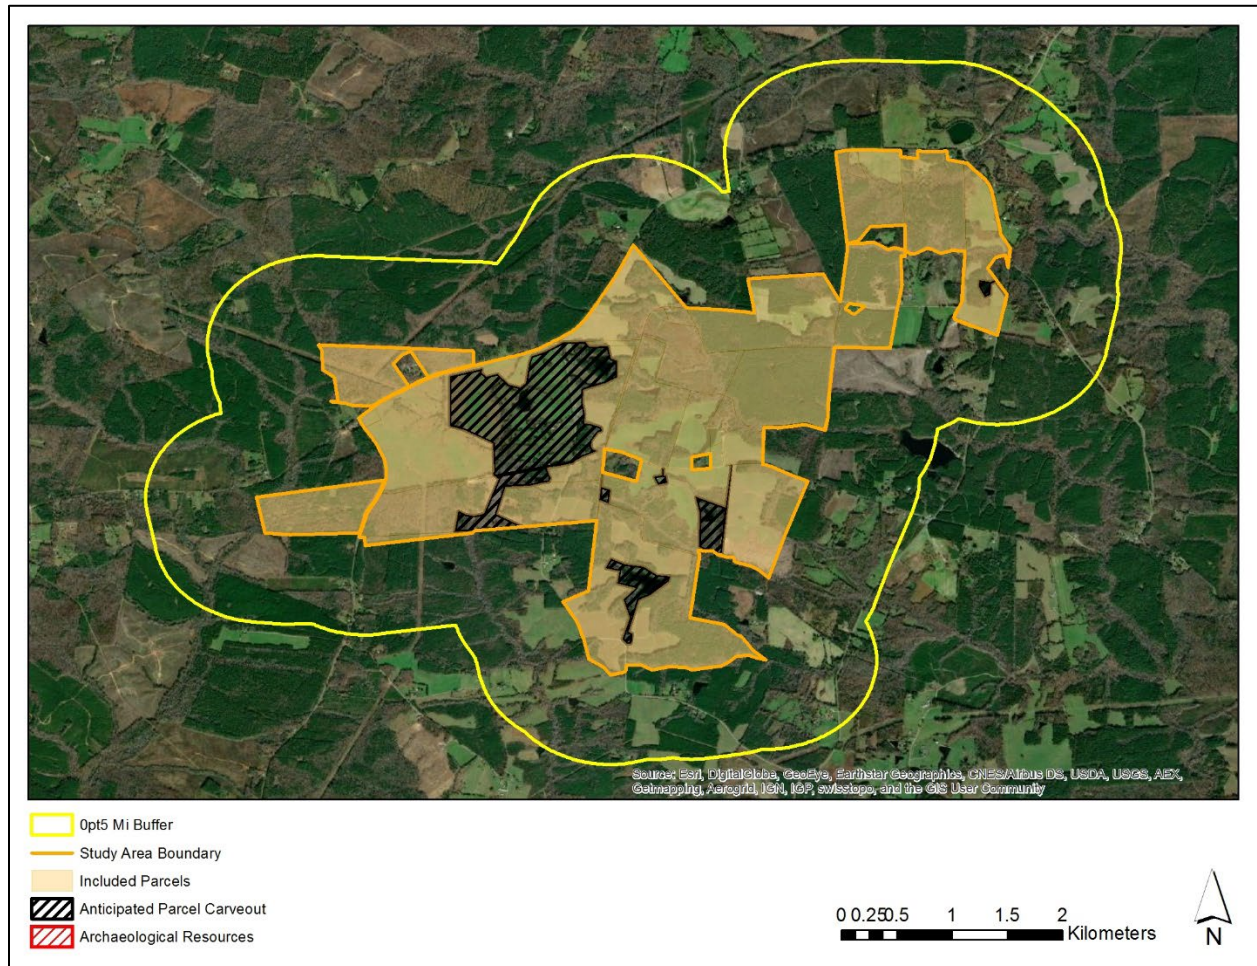 Source: Esri, DigitalGlobe, GeoEye, Earthstar Geographics, CNES/Airbus DS, USDA, USGS, AEX,
Getmapping, Aerogrid, IGN, IGP, swisstopo, and the GIS User Community
0pt5 Mi Buffer
Study Area Boundary
Included Parcels
Anticipated Parcel Carveout
Archaeological Resources
0 0.250.5 1 1.5 2
Kilometers
N